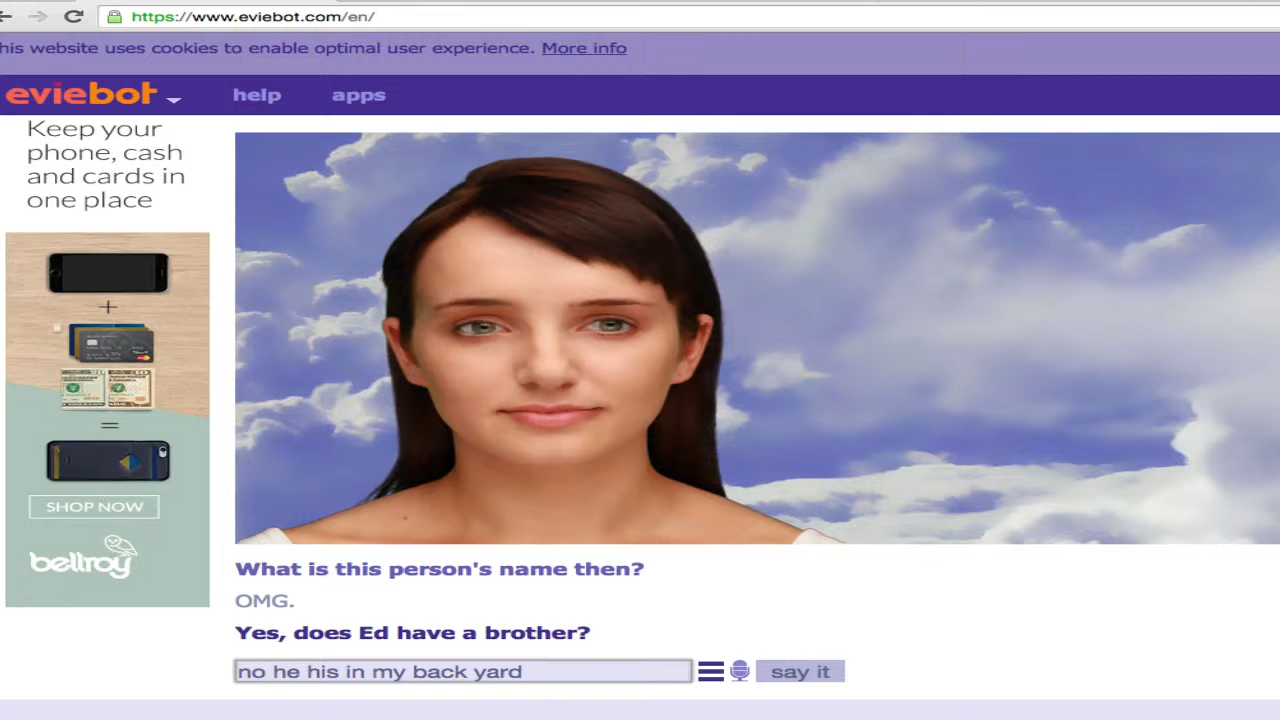 https://www.eviebot.com/en/
his website uses cookies to enable optimal user experience. More info
eviebot
help
apps
Keep your
phone, cash
and cards in
one place
+
=
SHOP NOW
bellroy
What is this person's name then?
OMG.
Yes, does Ed have a brother?
no he his in my back yard
say it